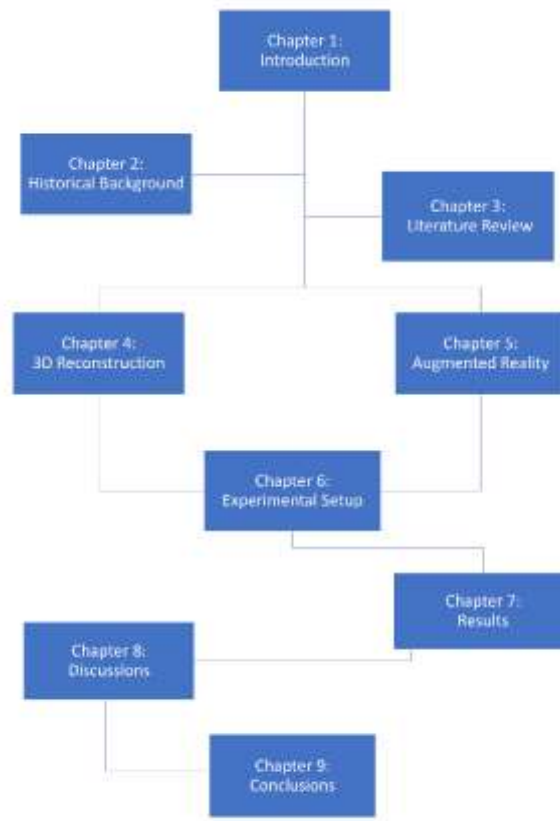 Chapter 1:
Introduction
Chapter 2:
Historical Background
Chapter 3:
Literature Review
Chapter 4:
3D Reconstruction
Chapter 5:
Augmented Reality
Chapter 6:
Experimental Setup
Chapter 7:
Results
Chapter 8:
Discussions
Chapter 9:
Conclusions